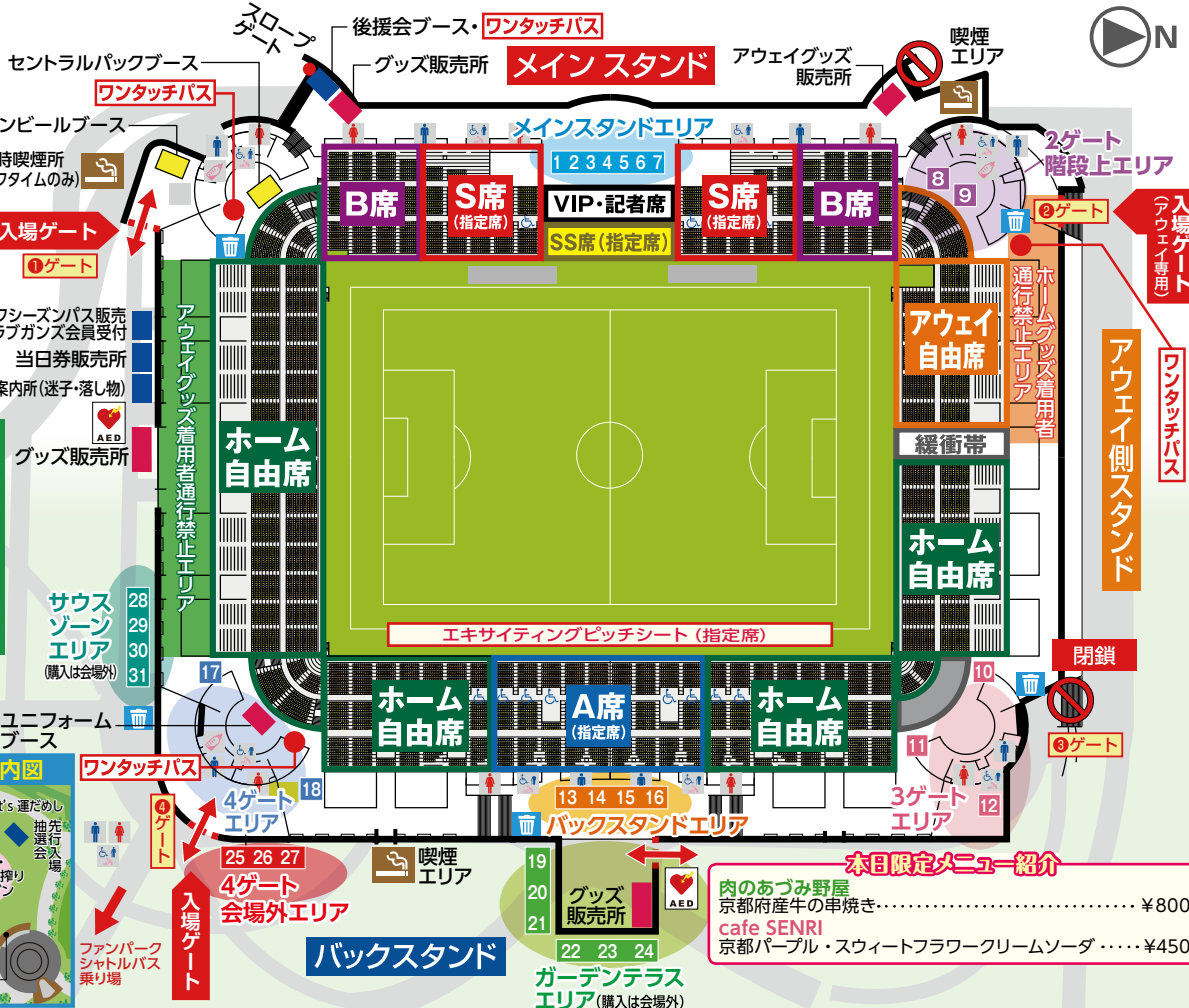 スロープ
ゲート
後援会ブース・ワンタッチパス
グッズ販売所
メイン スタンド
アウェイグッズ
販売所
喫煙
エリア
N
セントラルパックブース
ワンタッチパス
ンビールブース
時喫煙所
フタイムのみ)
入場ゲート
❶ゲート
メインスタンドエリア
1 2 3 4 5 6 7
B席
S席
(指定席)
VIP・記者席
SS席(指定席)
S席
(指定席)
B席
8
9
2ゲート
階段上エリア
❷ゲート
入場ゲート
(アウェイ専用)
ワンタッチパス
フシーズンパス販売
ラブガンズ会員受付
当日券販売所
案内所(迷子・落し物)
AED
グッズ販売所
アウェイグッズ着用者通行禁止エリア
ホーム
自由席
アウェイ
自由席
ホームグッズ着用者
通行禁止エリア
緩衝帯
ホーム
自由席
アウェイ側スタンド
エキサイティングピッチシート(指定席)
サウス
ゾーン
エリア
(購入は会場外)
28
29
30
31
17
ユニフォーム
ブース
ワンタッチパス
18
4ゲート
エリア
ホーム
自由席
A席
(指定席)
ホーム
自由席
10
11
12
3ゲート
エリア
閉鎖
❸ゲート
13 14 15 16
バックスタンドエリア
内図
t's 運だめし
先行入場
抽選会
搾り
ン
❹ゲート
入場ゲート
ファンパーク
シャトルバス
乗り場
25 26 27
4ゲート
会場外エリア
喫煙
エリア
バックスタンド
19
20
21
グッズ
販売所
AED
22 23 24
ガーデンテラス
エリア(購入は会場外)
本日限定メニュー紹介
肉のあづみ野屋
京都府産牛の串焼き‥‥‥‥‥‥‥‥‥‥‥¥800
cafe SENRI
京都パープル・スウィートフラワークリームソーダ‥‥¥450